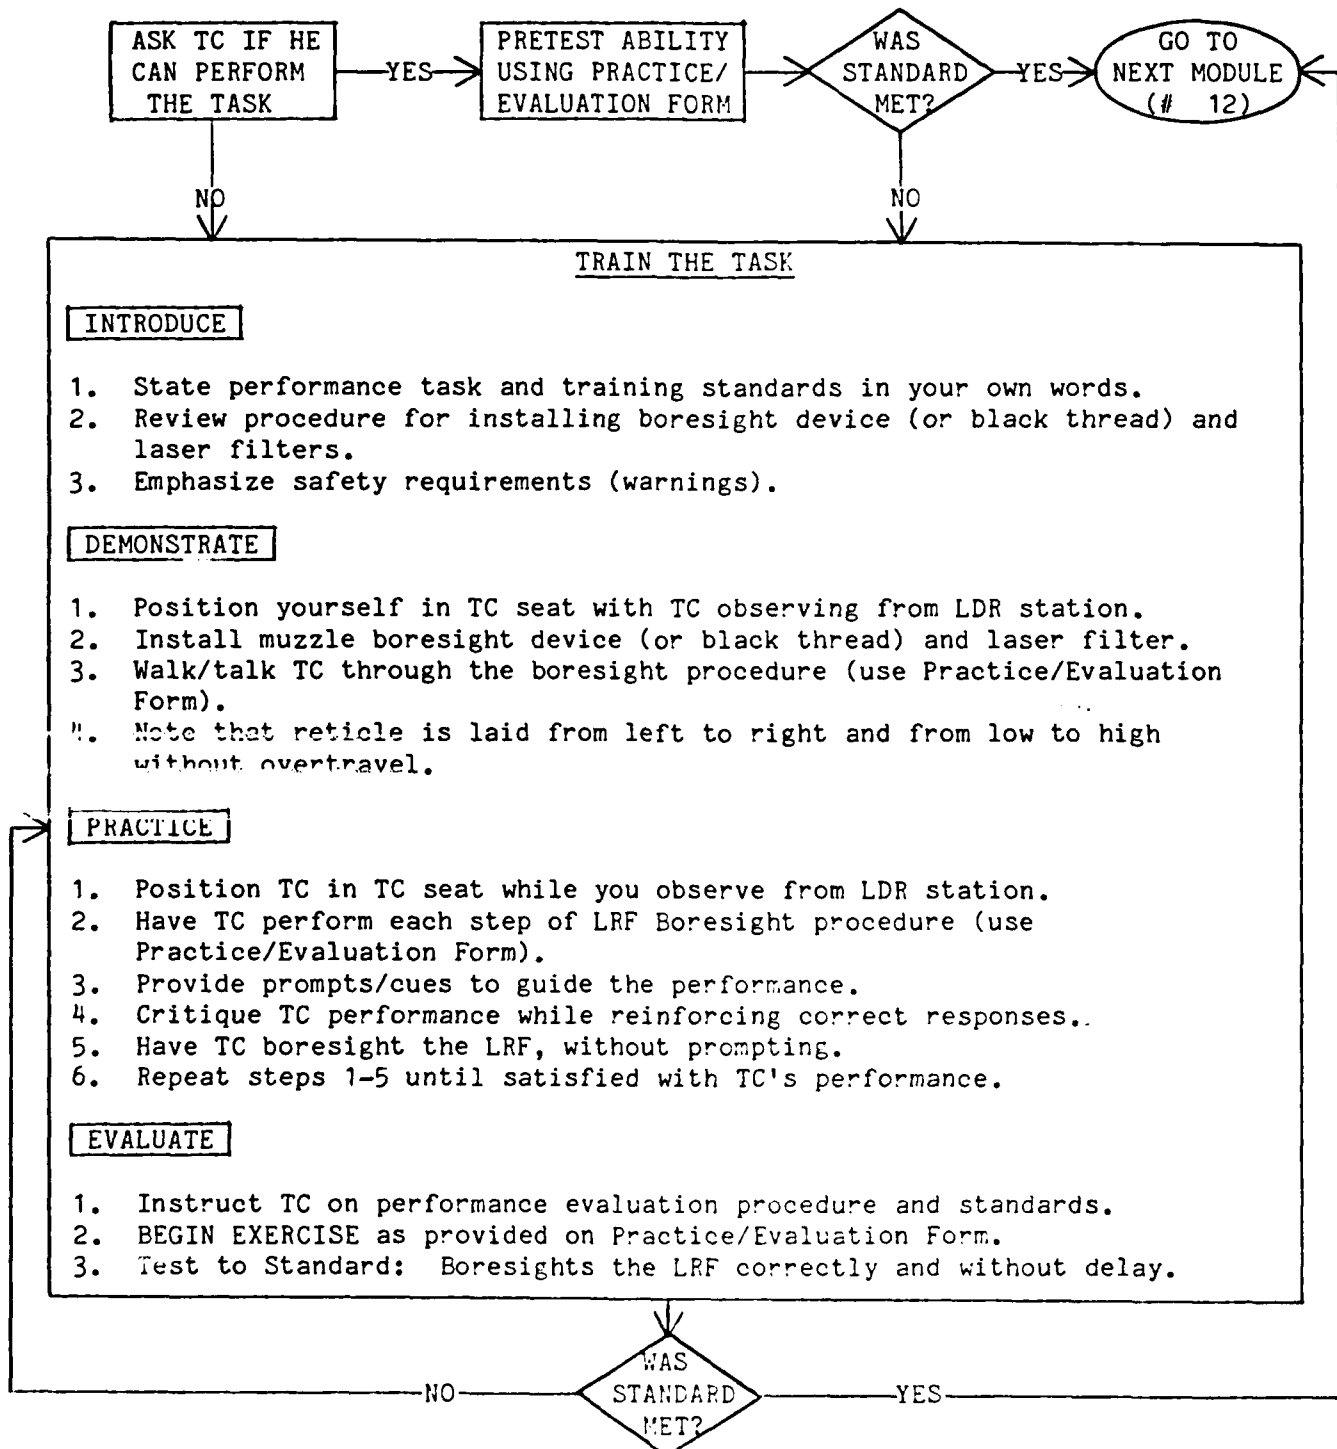 ASK TC IF HE
CAN PERFORM
THE TASK
YES
PRETEST ABILITY
USING PRACTICE/
EVALUATION FORM
WAS
STANDARD
MET?
YES
GO TO
NEXT MODULE
(# 12)
NO
NO
TRAIN THE TASK
INTRODUCE
1. State performance task and training standards in your own words.
2. Review procedure for installing boresight device (or black thread) and
laser filters.
3. Emphasize safety requirements (warnings).
DEMONSTRATE
1. Position yourself in TC seat with TC observing from LDR station.
2. Install muzzle boresight device (or black thread) and laser filter.
3. Walk/talk TC through the boresight procedure (use Practice/Evaluation
Form).
4. Note that reticle is laid from left to right and from low to high
without overtravel.
PRACTICE
1. Position TC in TC seat while you observe from LDR station.
2. Have TC perform each step of LRF Boresight procedure (use
Practice/Evaluation Form).
3. Provide prompts/cues to guide the performance.
4. Critique TC performance while reinforcing correct responses.
5. Have TC boresight the LRF, without prompting.
6. Repeat steps 1-5 until satisfied with TC's performance.
EVALUATE
1. Instruct TC on performance evaluation procedure and standards.
2. BEGIN EXERCISE as provided on Practice/Evaluation Form.
3. Test to Standard: Boresights the LRF correctly and without delay.
WAS
STANDARD
MET?
NO
YES